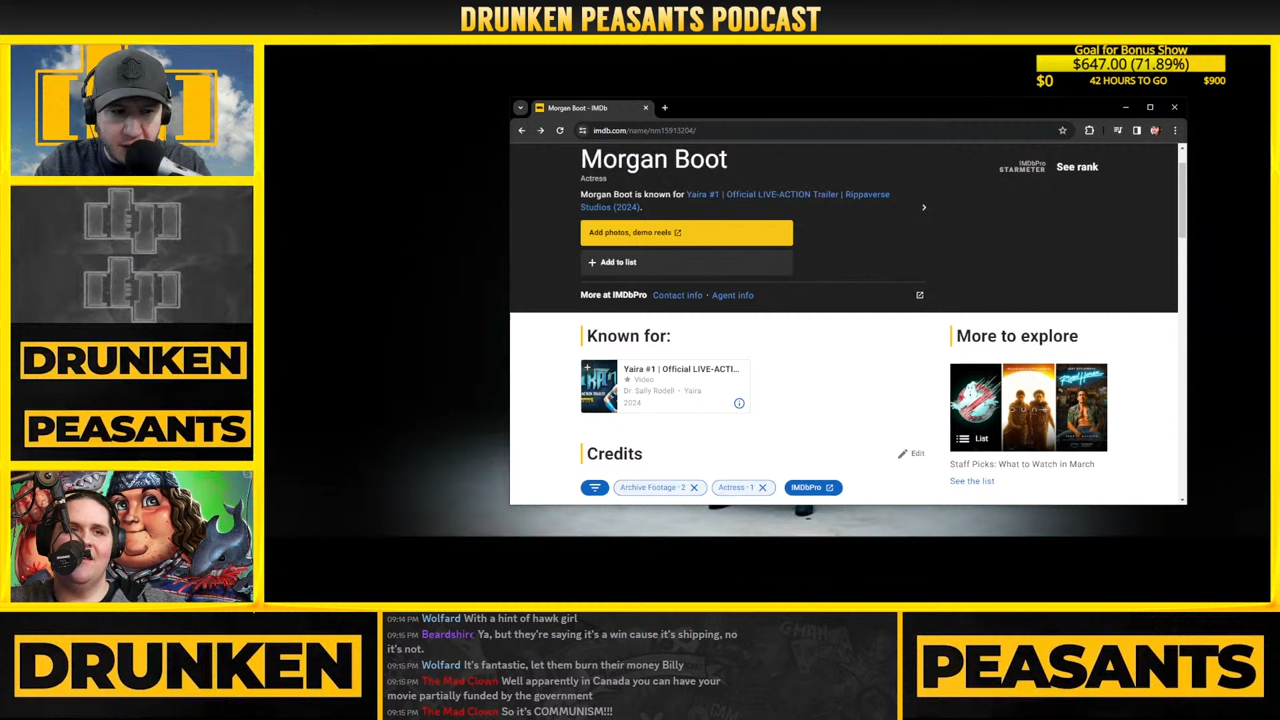 DRUNKEN PEASANTS PODCAST
Goal for Bonus Show
$647.00 (71.89%)
$0
42 HOURS TO GO
$900
Morgan Boot - IMDb
imdb.com/name/nm15913204/
Morgan Boot
Actress
IMDbPro
STARMETER
See rank
Morgan Boot is known for Yaira #1 | Official LIVE-ACTION Trailer | Rippaverse
Studios (2024).
Add photos, demo reels
Add to list
More at IMDbPro
Contact info · Agent info
Known for:
Yaira #1 | Official LIVE-ACTI...
Video
Dr. Sally Rodell · Yaira
2024
More to explore
List
Staff Picks: What to Watch in March
See the list
Credits
Edit
Archive Footage · 2
Actress · 1
IMDbPro
DRUNKEN
PEASANTS
09:14 PM Wolfard With a hint of hawk girl
09:15 PM Beardshire Ya, but they're saying it's a win cause it's shipping, no
it's not.
09:15 PM Wolfard It's fantastic, let them burn their money Billy
09:15 PM The Mad Clown Well apparently in Canada you can have your
movie partially funded by the government
09:15 PM The Mad Clown So it's COMMUNISM!!!
DRUNKEN
PEASANTS